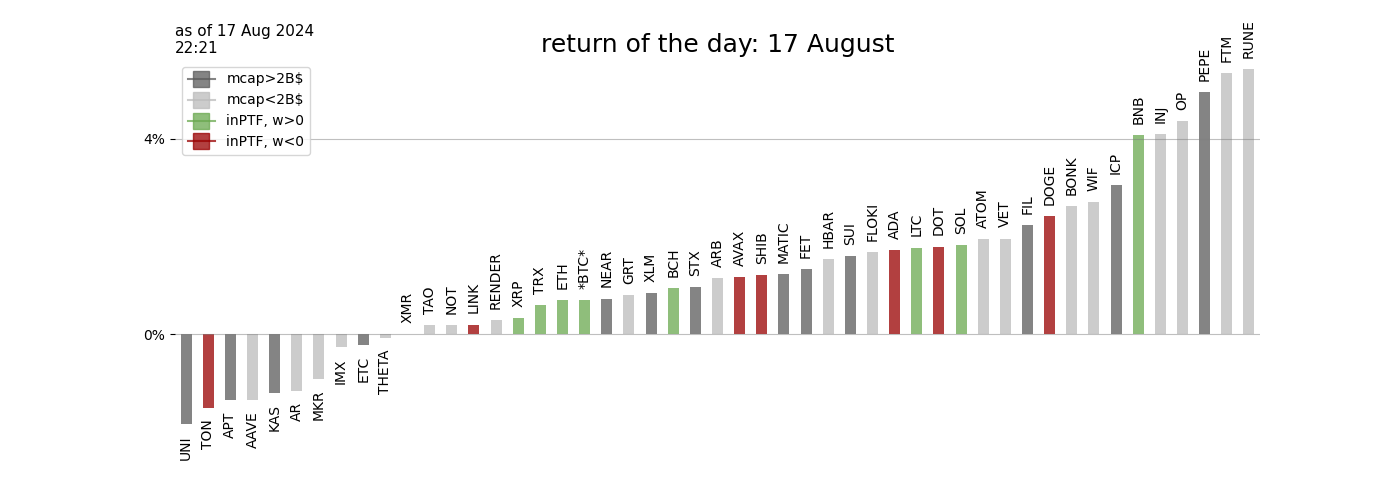 as of 17 Aug 2024
22:21
return of the day: 17 August
mcap>2B$
mcap<2B$
inPTF, w>0
inPTF, w<0
4%
0%
UNI
TON
APT
AAVE
KAS
AR
MKR
IMX
ETC
THETA
XMR
TAO
NOT
LINK
RENDER
XRP
TRX
ETH
*BTC*
NEAR
GRT
XLM
BCH
STX
ARB
AVAX
SHIB
MATIC
FET
HBAR
SUI
FLOKI
ADA
LTC
DOT
SOL
ATOM
VET
FIL
DOGE
BONK
WIF
ICP
BNB
INJ
OP
PEPE
FTM
RUNE